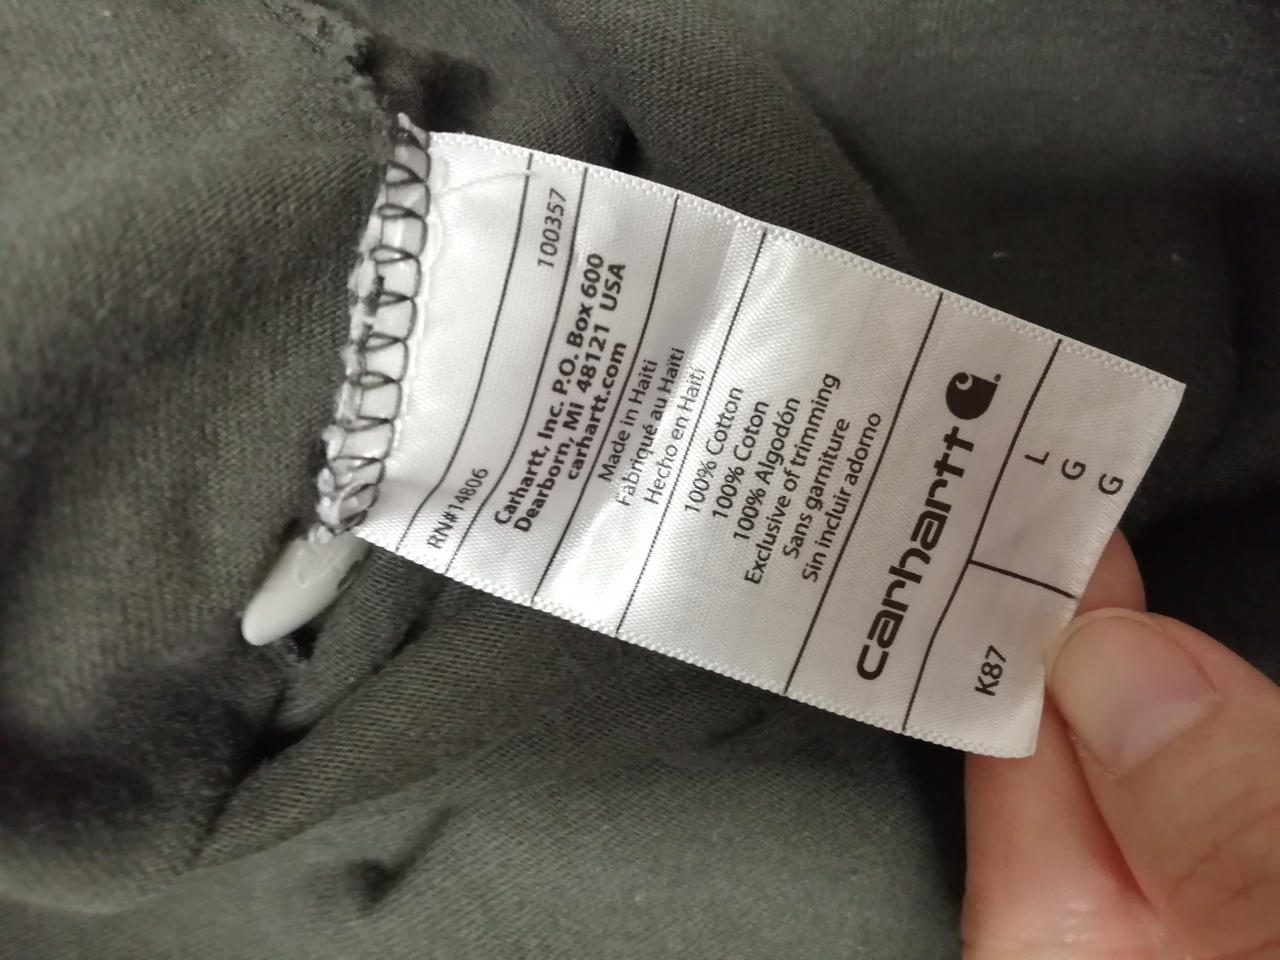 RN#14806 100357
Carhartt, Inc. P.O. Box 600
Dearborn, MI 48121 USA
carhartt.com
Made in Haiti
Fabriqué au Haïti
Hecho en Haiti
100% Cotton
100% Coton
100% Algodón
Exclusive of trimming
Sans garniture
Sin incluir adorno
carhartt
K87 L
G
G